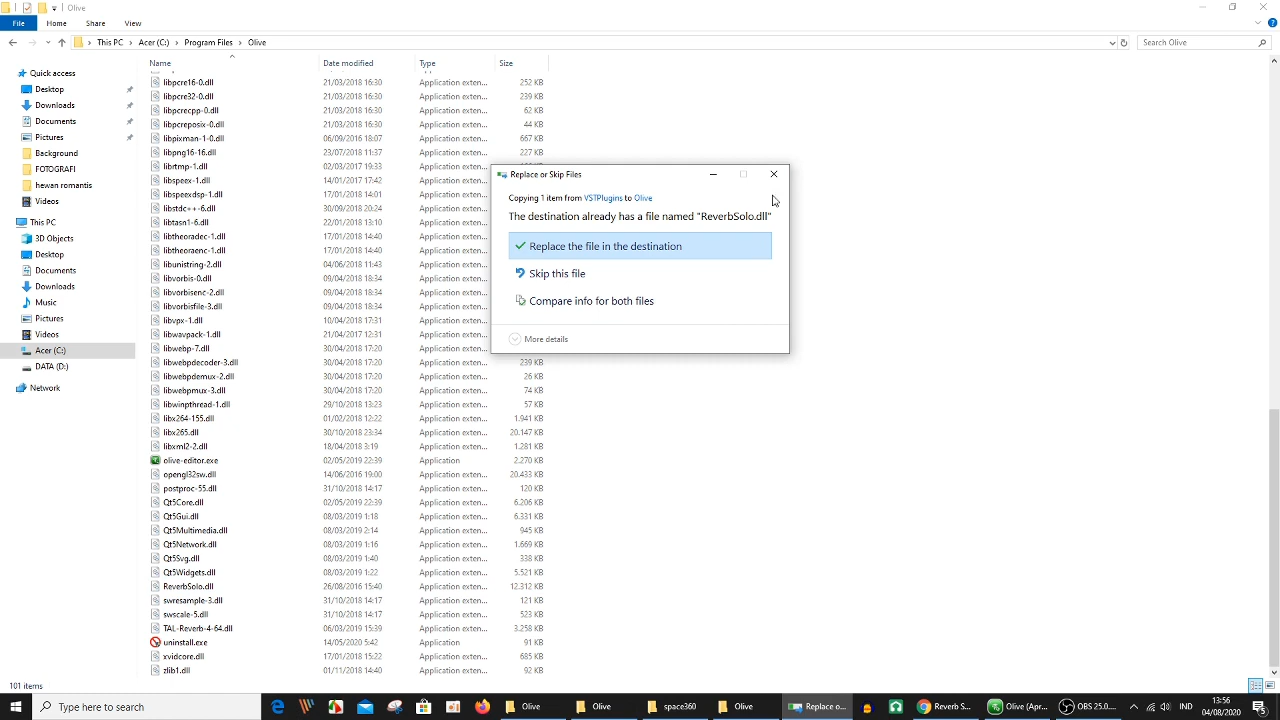 Olive
File Home Share View
This PC Acer (C:) Program Files Olive Search Olive
Name Date modified Type Size
Quick access
Desktop
Downloads
Documents
Pictures
Background
FOTOGRAFI
hewan romantis
Videos
This PC
3D Objects
Desktop
Documents
Downloads
Music
Pictures
Videos
Acer (C:)
DATA (D:)
Network
libpcre16-0.dll 21/03/2018 16:30 Application exten... 252 KB
libpcre32-0.dll 21/03/2018 16:30 Application exten... 239 KB
libpcrecpp-0.dll 21/03/2018 16:30 Application exten... 62 KB
libpcreposix-0.dll 21/03/2018 16:30 Application exten... 44 KB
libpixman-1-0.dll 06/09/2016 18:07 Application exten... 667 KB
libpng16-16.dll 23/07/2018 11:37 Application exten... 227 KB
librtmp-1.dll 02/03/2017 19:33 Application exten...
libspeex-1.dll 14/01/2017 17:42 Application exten...
libspeexdsp-1.dll 17/01/2018 14:01 Application exten...
libstdc++-6.dll 30/09/2018 20:24 Application exten...
libtasn1-6.dll 22/01/2018 13:10 Application exten...
libtheoradec-1.dll 17/01/2018 14:40 Application exten...
libtheoraenc-1.dll 17/01/2018 14:40 Application exten...
libunistring-2.dll 04/06/2018 11:43 Application exten...
libvorbis-0.dll 09/04/2018 18:34 Application exten...
libvorbisenc-2.dll 09/04/2018 18:34 Application exten...
libvorbisfile-3.dll 09/04/2018 18:34 Application exten...
libvpx-1.dll 10/04/2018 17:31 Application exten...
libwavpack-1.dll 21/04/2017 12:31 Application exten...
libwebp-7.dll 30/04/2018 17:20 Application exten...
libwebpdecoder-3.dll 30/04/2018 17:20 Application exten... 239 KB
libwebpdemux-2.dll 30/04/2018 17:20 Application exten... 26 KB
libwebpmux-3.dll 30/04/2018 17:20 Application exten... 74 KB
libwinpthread-1.dll 29/10/2018 13:23 Application exten... 57 KB
libx264-155.dll 01/02/2018 12:22 Application exten... 1.941 KB
libx265.dll 30/10/2018 23:34 Application exten... 20.147 KB
libxml2-2.dll 18/04/2018 3:19 Application exten... 1.281 KB
olive-editor.exe 02/05/2019 22:39 Application 2.270 KB
opengl32sw.dll 14/06/2016 19:00 Application exten... 20.433 KB
postproc-55.dll 31/10/2018 14:17 Application exten... 120 KB
Qt5Core.dll 02/05/2019 22:39 Application exten... 6.206 KB
Qt5Gui.dll 08/03/2019 1:18 Application exten... 6.331 KB
Qt5Multimedia.dll 08/03/2019 2:14 Application exten... 945 KB
Qt5Network.dll 08/03/2019 1:16 Application exten... 1.669 KB
Qt5Svg.dll 08/03/2019 1:40 Application exten... 338 KB
Qt5Widgets.dll 08/03/2019 1:22 Application exten... 5.521 KB
ReverbSolo.dll 26/08/2016 15:40 Application exten... 12.312 KB
swresample-3.dll 31/10/2018 14:17 Application exten... 121 KB
swscale-5.dll 31/10/2018 14:17 Application exten... 523 KB
TAL-Reverb-4-64.dll 06/03/2019 15:39 Application exten... 3.258 KB
uninstall.exe 14/05/2020 5:42 Application 91 KB
xvidcore.dll 17/01/2018 15:22 Application exten... 685 KB
zlib1.dll 01/11/2018 14:40 Application exten... 92 KB
Replace or Skip Files
Copying 1 item from VSTPlugins to Olive
The destination already has a file named "ReverbSolo.dll"
Replace the file in the destination
Skip this file
Compare info for both files
More details
101 items
Type here to search Olive Olive space360 Olive Replace o... Reverb S... Olive (Apr... OBS 25.0.... IND 13:56
04/08/2020